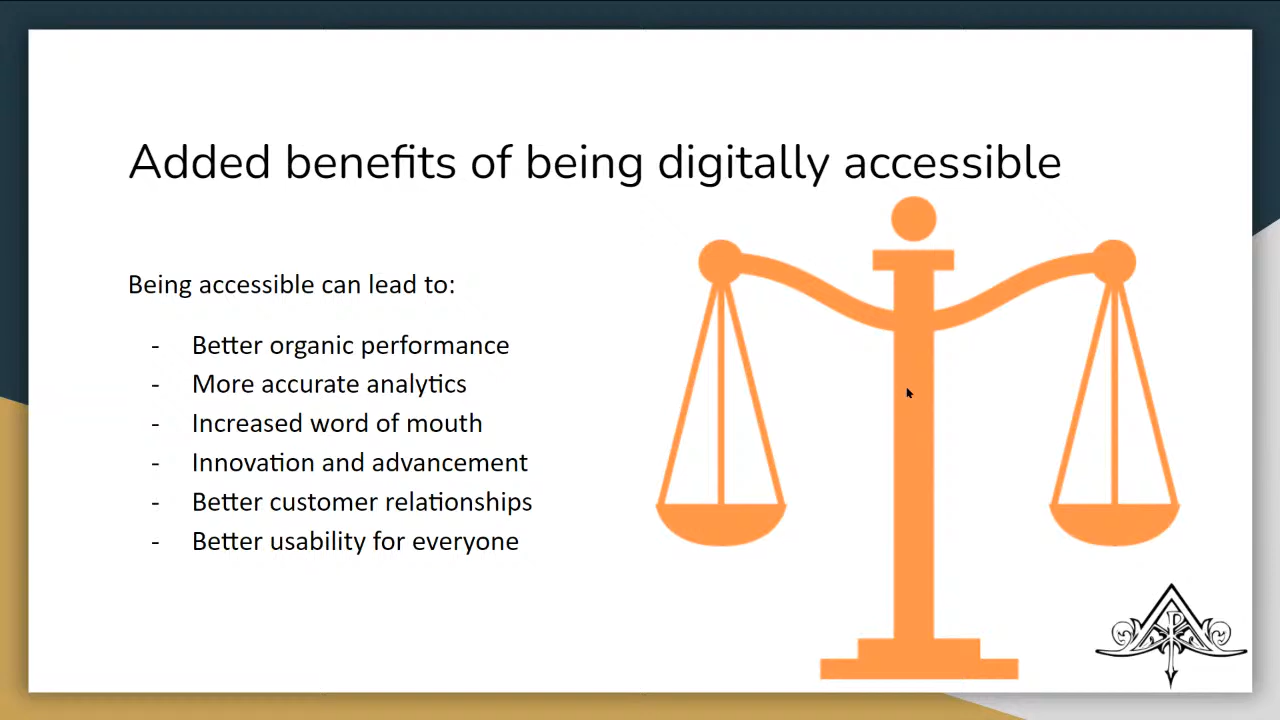 Added benefits of being digitally accessible
Being accessible can lead to:
- Better organic performance
- More accurate analytics
- Increased word of mouth
- Innovation and advancement
- Better customer relationships
- Better usability for everyone